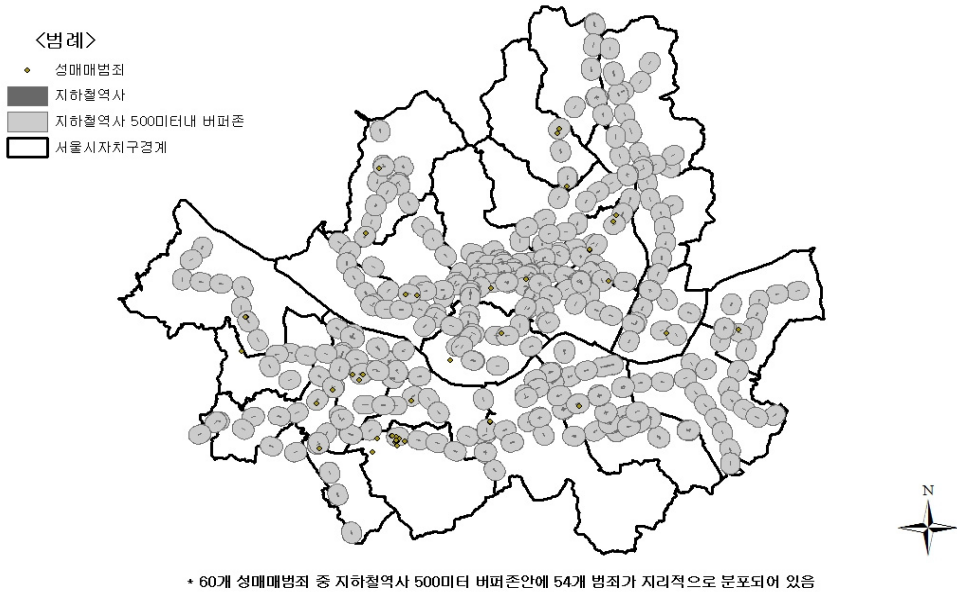 <범례>
성매매범죄
지하철역사
지하철역사 500미터내 버퍼존
서울시자치구경계
N
* 60개 성매매범죄 중 지하철역사 500미터 버퍼존안에 54개 범죄가 지리적으로 분포되어 있음